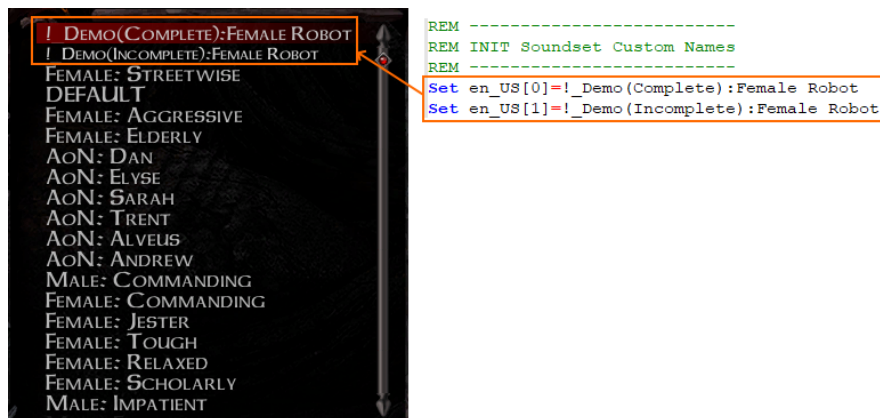 ! Demo(Complete):Female Robot
! Demo(Incomplete):Female Robot
Female: Streetwise
DEFAULT
Female: Aggressive
Female: Elderly
AoN: Dan
AoN: Elyse
AoN: Sarah
AoN: Trent
AoN: Alveus
AoN: Andrew
Male: Commanding
Female: Commanding
Female: Jester
Female: Tough
Female: Relaxed
Female: Scholarly
Male: Impatient
REM --------------------------
REM INIT Soundset Custom Names
REM --------------------------
Set en_US[0]=!_Demo(Complete):Female Robot
Set en_US[1]=!_Demo(Incomplete):Female Robot